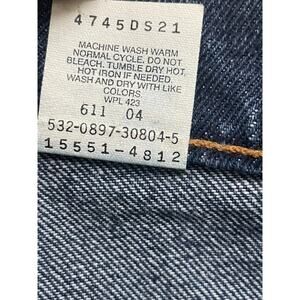 4745DS21
MACHINE WASH WARM
NORMAL CYCLE. DO NOT
BLEACH. TUMBLE DRY HOT.
HOT IRON IF NEEDED.
WASH AND DRY WITH LIKE
COLORS
WPL 423
611 04
532-0897-30804-5
15551-4812